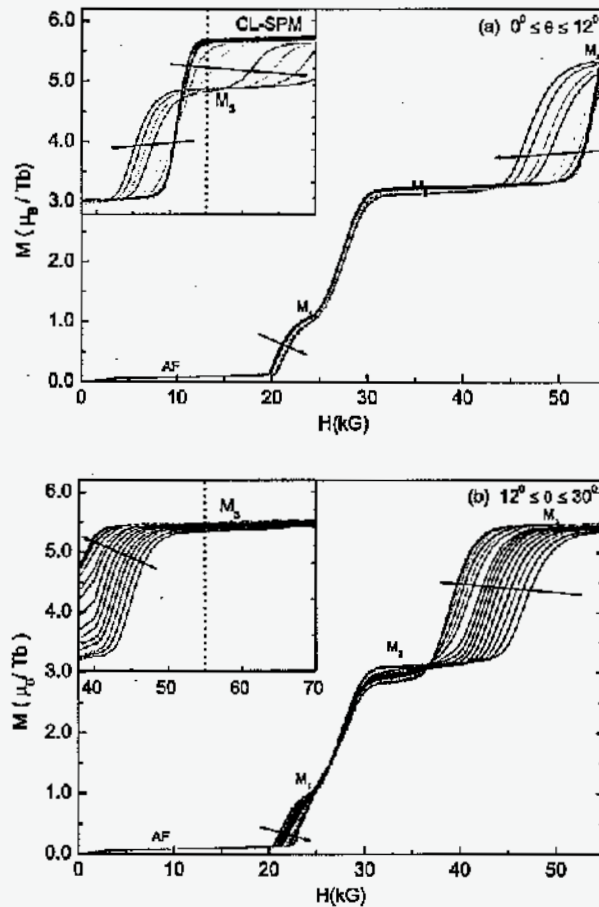 6.0
CL-SPM
(a) 0⁰ ≤ θ ≤ 12⁰
5.0
M₃
4.0
3.0
M (μB / Tb)
2.0
M₁
1.0
AF
0.0
0 10 20 30 40 50
H(kG)
6.0
M₃
(b) 12⁰ ≤ θ ≤ 30⁰
5.0
4.0
3.0
40 50 60 70
M₂
M (μB/Tb)
2.0
M₁
1.0
AF
0.0
0 10 20 30 40 50
H(kG)